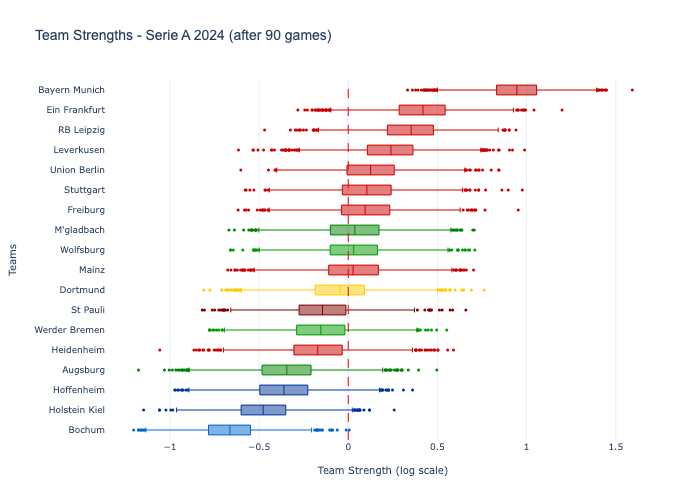 Team Strengths - Serie A 2024 (after 90 games)
Bayern Munich
Ein Frankfurt
RB Leipzig
Leverkusen
Union Berlin
Stuttgart
Freiburg
M'gladbach
Wolfsburg
Mainz
Dortmund
St Pauli
Werder Bremen
Heidenheim
Augsburg
Hoffenheim
Holstein Kiel
Bochum
Teams
−1 −0.5 0 0.5 1 1.5
Team Strength (log scale)